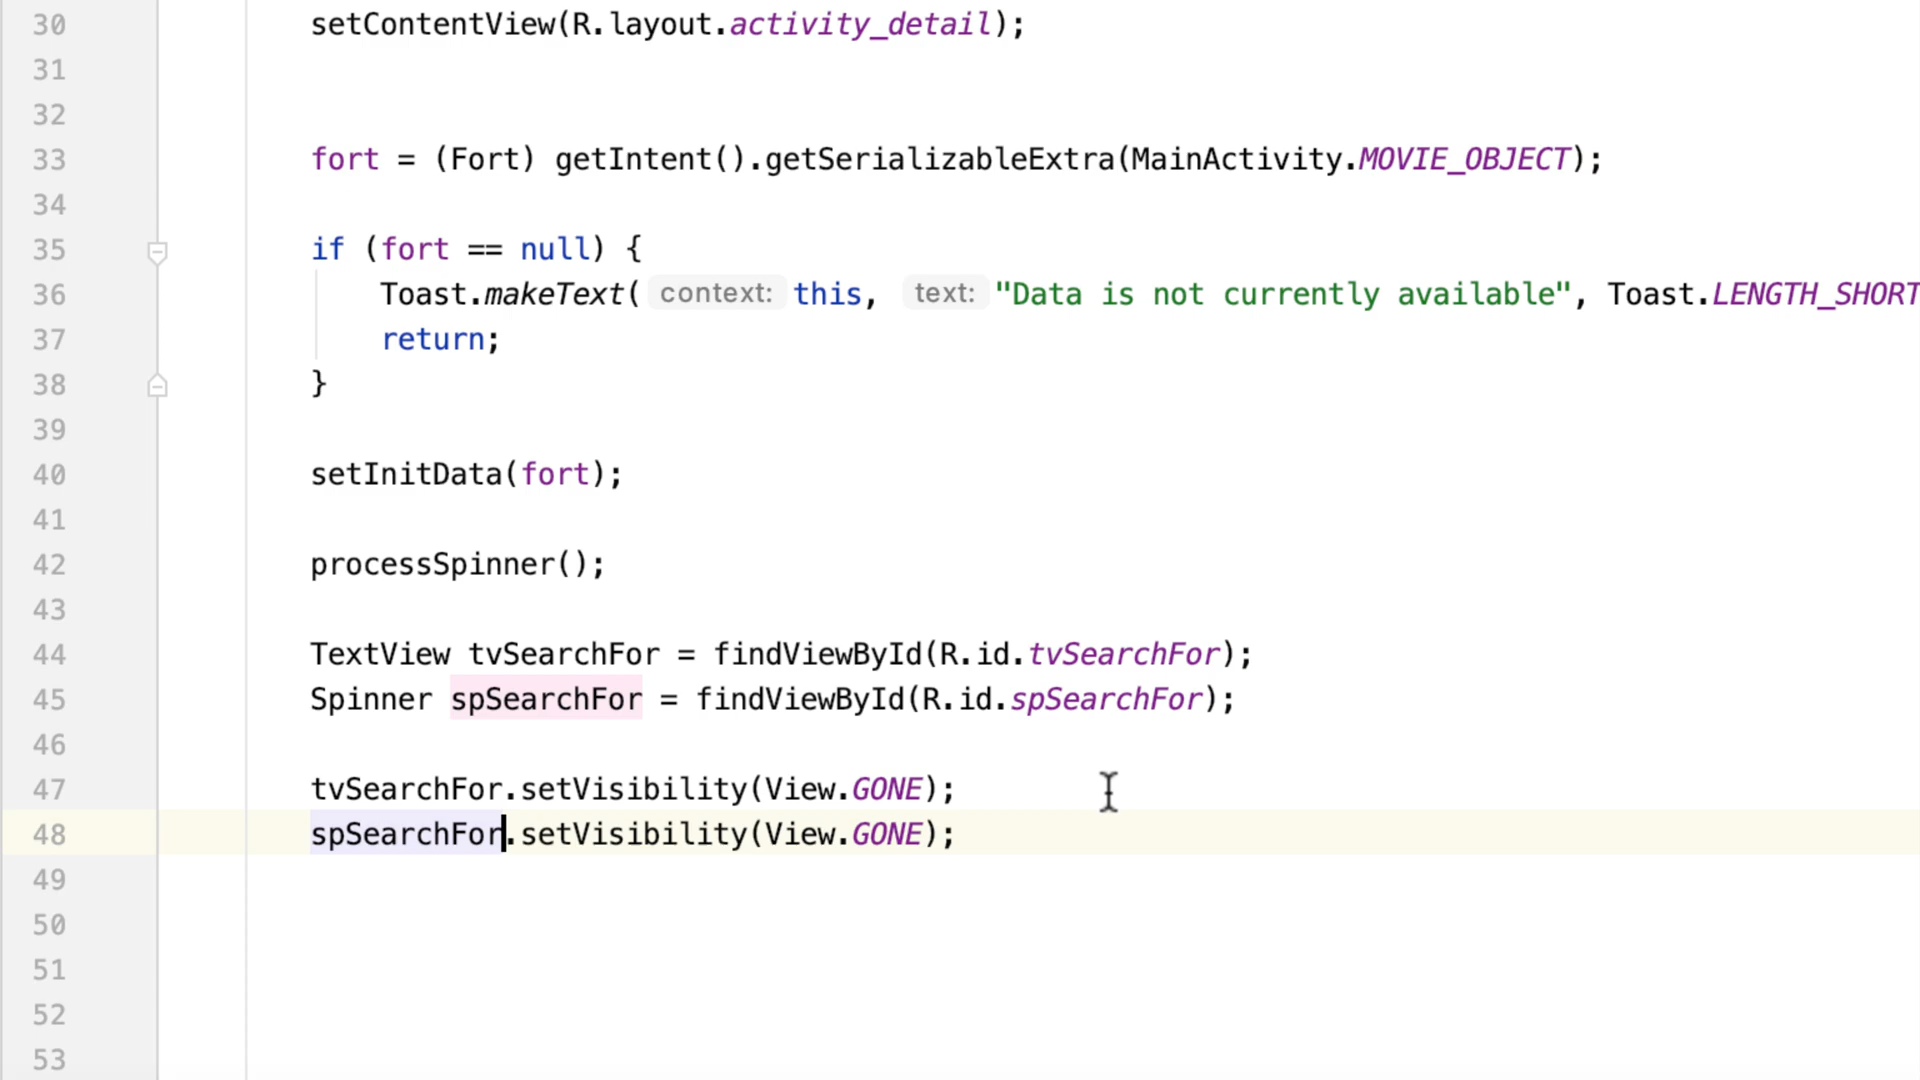 30 setContentView(R.layout.activity_detail);
31
32
33 fort = (Fort) getIntent().getSerializableExtra(MainActivity.MOVIE_OBJECT);
34
35 if (fort == null) {
36 Toast.makeText( context: this, text: "Data is not currently available", Toast.LENGTH_SHORT
37 return;
38 }
39
40 setInitData(fort);
41
42 processSpinner();
43
44 TextView tvSearchFor = findViewById(R.id.tvSearchFor);
45 Spinner spSearchFor = findViewById(R.id.spSearchFor);
46
47 tvSearchFor.setVisibility(View.GONE);
48 spSearchFor.setVisibility(View.GONE);
49
50
51
52
53